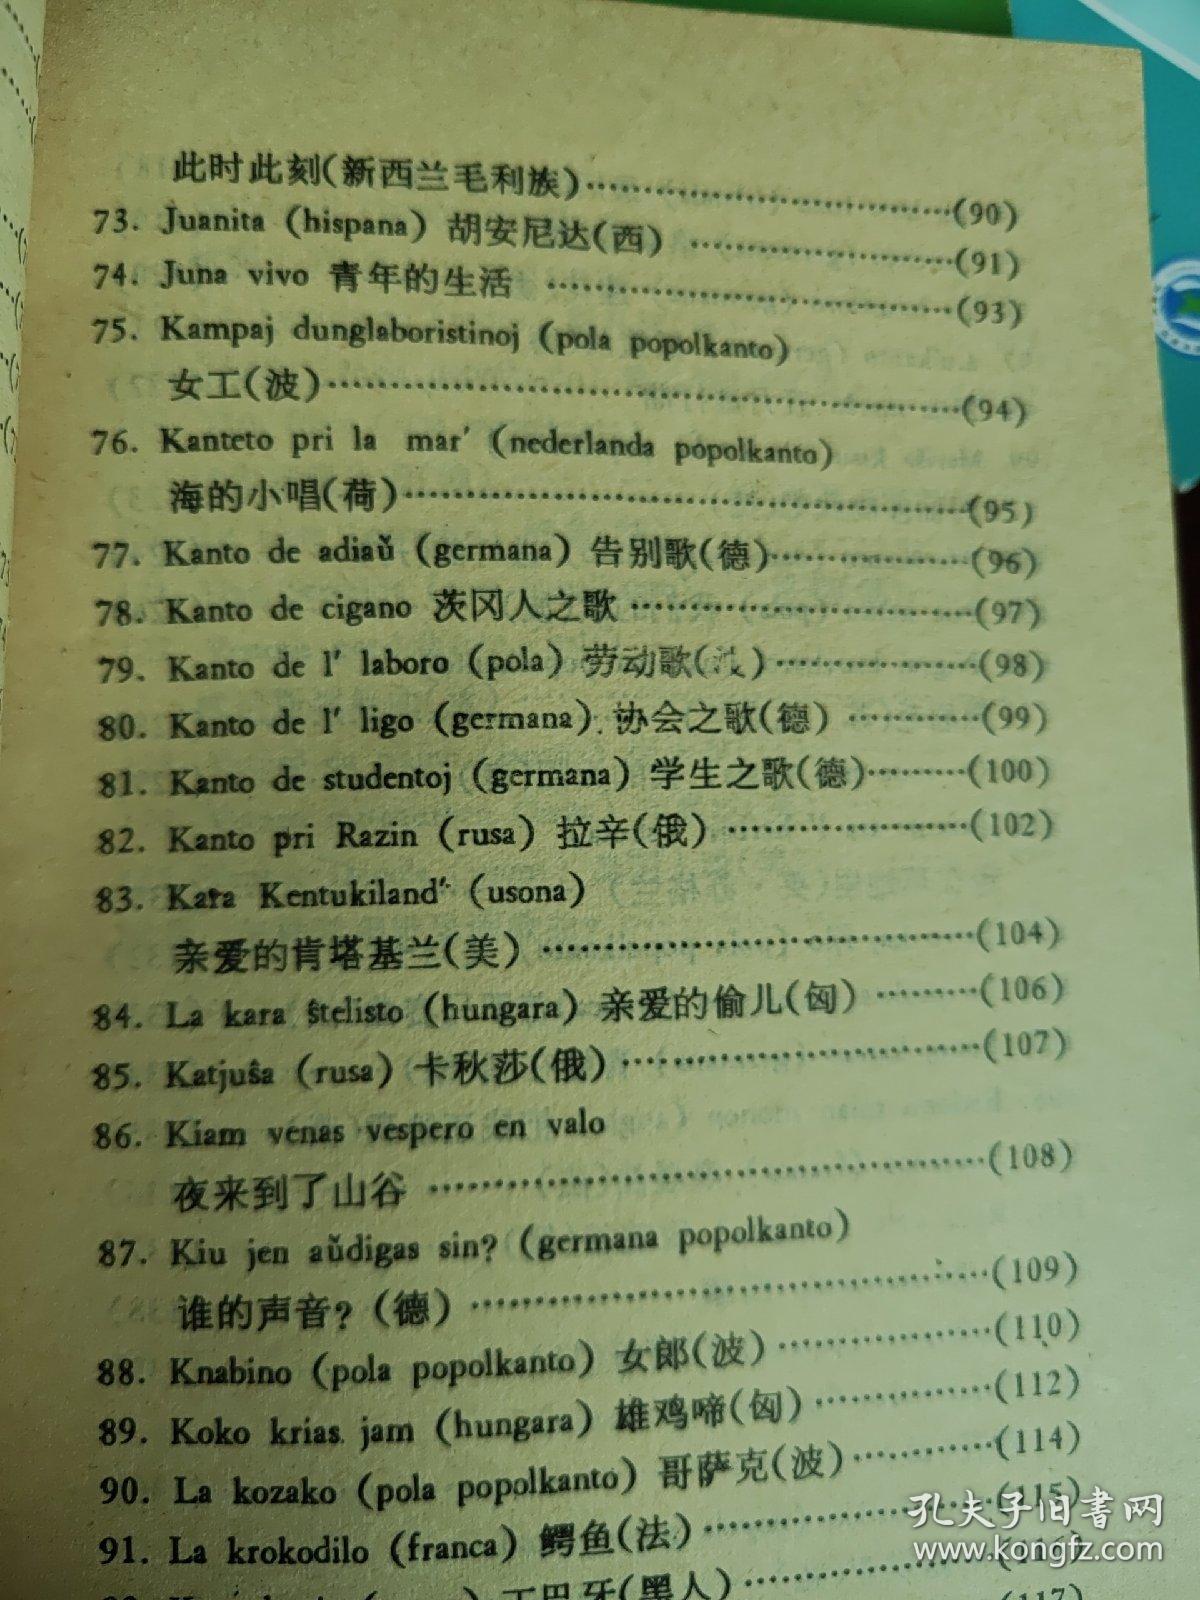 此时此刻(新西兰毛利族)……………………………(90)
73. Juanita (hispana) 胡安尼达(西) ……………………(91)
74. Juna vivo 青年的生活 ………………………………(93)
75. Kampaj dunglaboristinoj (pola popolkanto)
女工(波)……………………………………………………(94)
76. Kanteto pri la mar' (nederlanda popolkanto)
海的小唱(荷)………………………………………………(95)
77. Kanto de adiaŭ (germana) 告别歌(德)………………(96)
78. Kanto de cigano 茨冈人之歌 …………………………(97)
79. Kanto de l' laboro (pola) 劳动歌(波)………………(98)
80. Kanto de l' ligo (germana) 协会之歌(德) …………(99)
81. Kanto de studentoj (germana) 学生之歌(德)………(100)
82. Kanto pri Razin (rusa) 拉辛(俄) …………………(102)
83. Kara Kentukiland' (usona)
亲爱的肯塔基兰(美) …………………………………(104)
84. La kara ŝtelisto (hungara) 亲爱的偷儿(匈) ………(106)
85. Katjuŝa (rusa) 卡秋莎(俄)……………………………(107)
86. Kiam venas vespero en valo
夜来到了山谷 ……………………………………………(108)
87. Kiu jen aŭdigas sin? (germana popolkanto)
谁的声音? (德) …………………………………………(109)
88. Knabino (pola popolkanto) 女郎(波)………………(110)
89. Koko krias jam (hungara) 雄鸡啼(匈)……………(112)
90. La kozako (pola popolkanto) 哥萨克(波)…………(114)
91. La krokodilo (franca) 鳄鱼(法)……………………(115)
丁巴牙(黑人)……………………(116)
(117)
孔夫子旧书网
www.kongfz.com